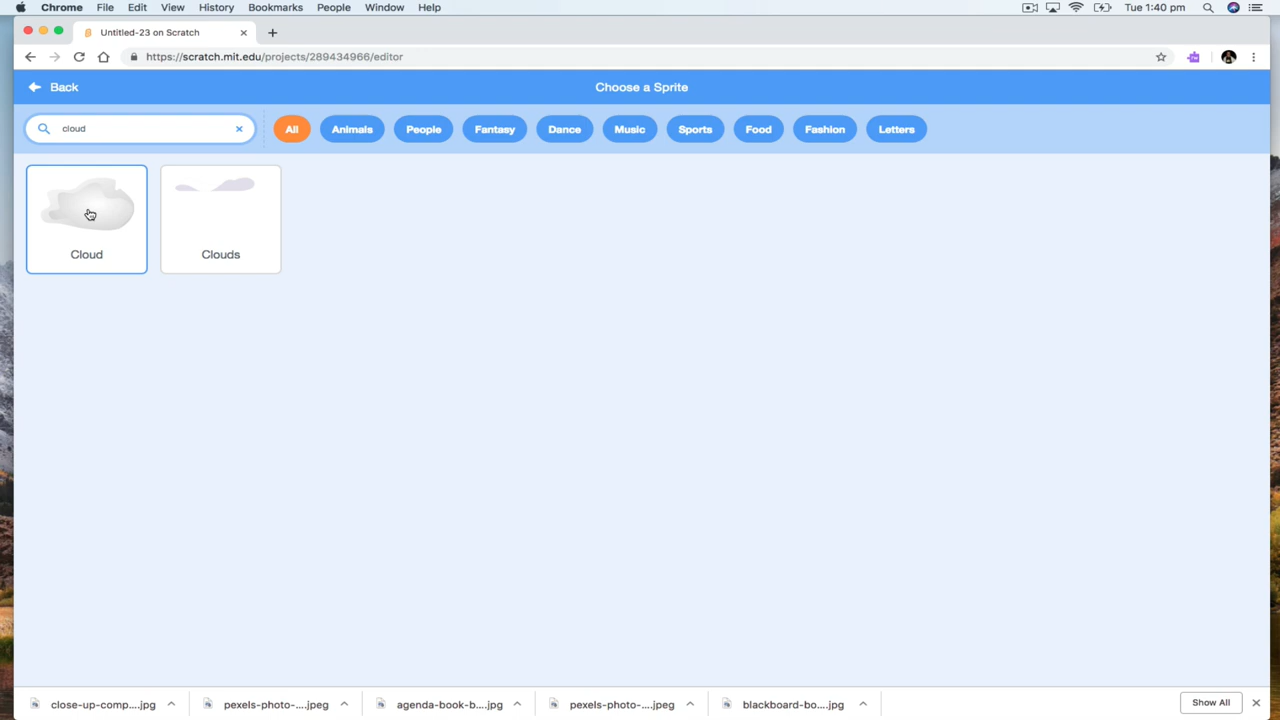 Chrome File Edit View History Bookmarks People Window Help Tue 1:40 pm
Untitled-23 on Scratch
https://scratch.mit.edu/projects/289434966/editor
Back Choose a Sprite
cloud All Animals People Fantasy Dance Music Sports Food Fashion Letters
Cloud Clouds
close-up-comp....jpg pexels-photo-....jpeg agenda-book-b....jpg pexels-photo-....jpeg blackboard-bo....jpg Show All